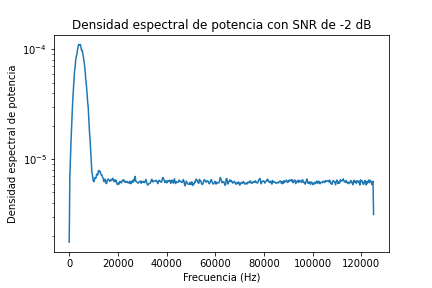 Densidad espectral de potencia con SNR de -2 dB
Densidad espectral de potencia
10⁻⁴
10⁻⁵
0 20000 40000 60000 80000 100000 120000
Frecuencia (Hz)